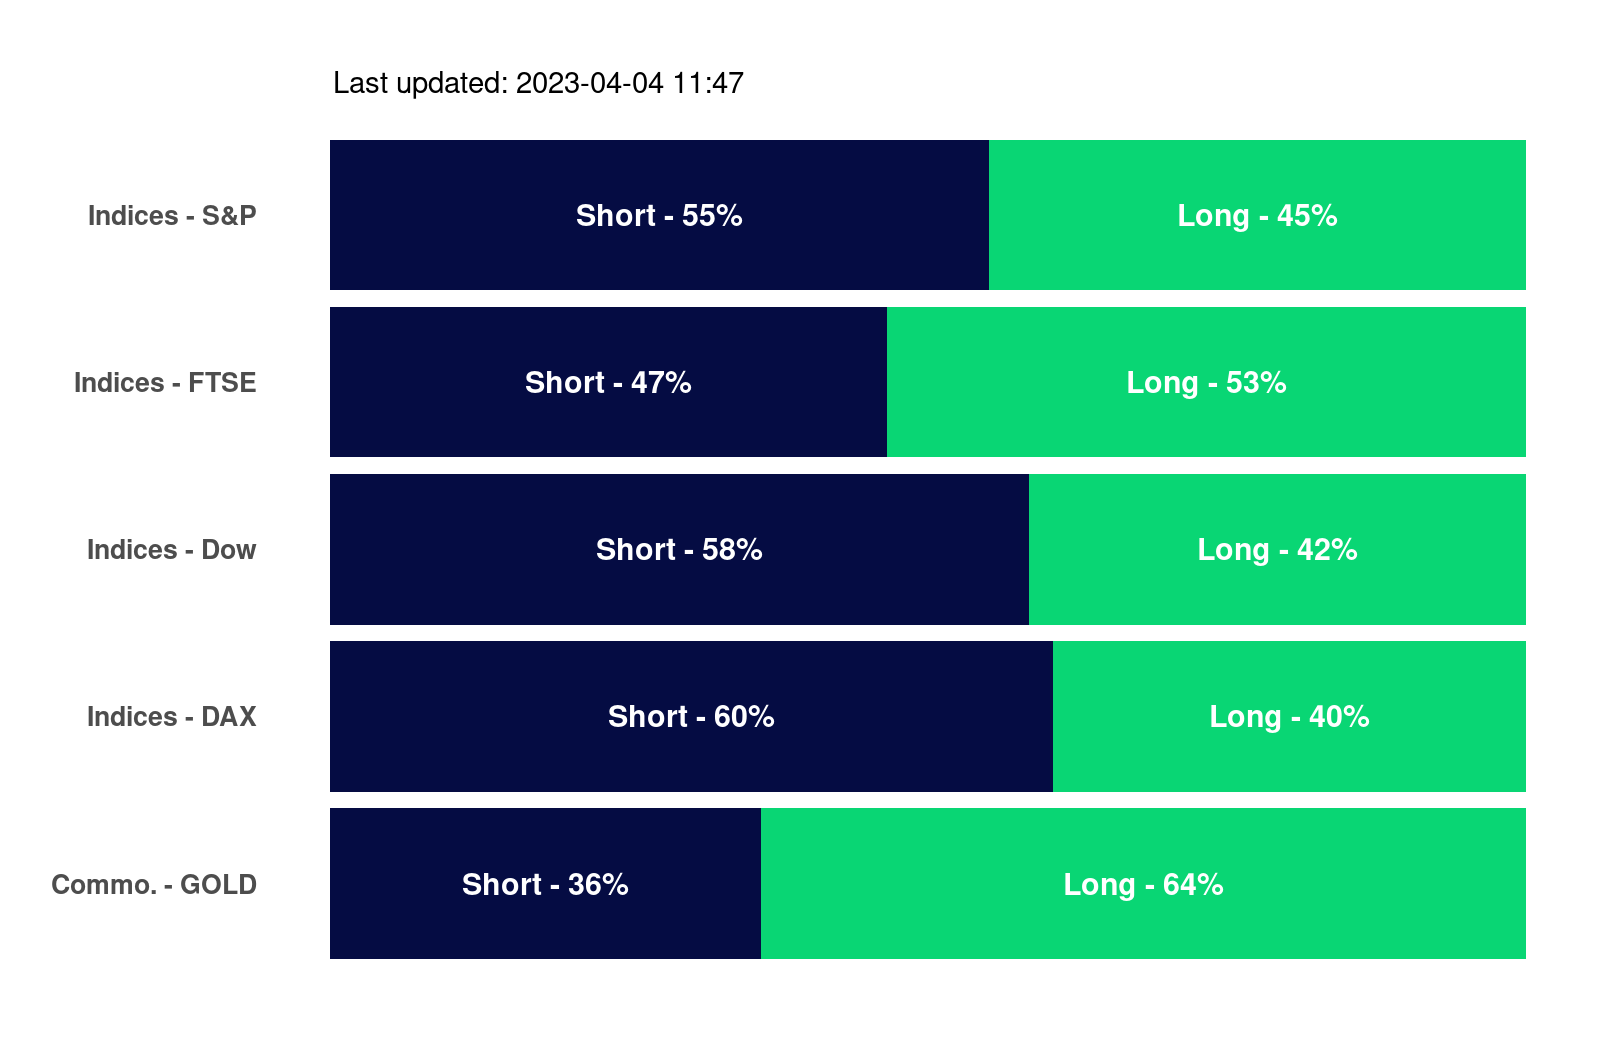 Last updated: 2023-04-04 11:47
Indices - S&P Short - 55% Long - 45%
Indices - FTSE Short - 47% Long - 53%
Indices - Dow Short - 58% Long - 42%
Indices - DAX Short - 60% Long - 40%
Commo. - GOLD Short - 36% Long - 64%